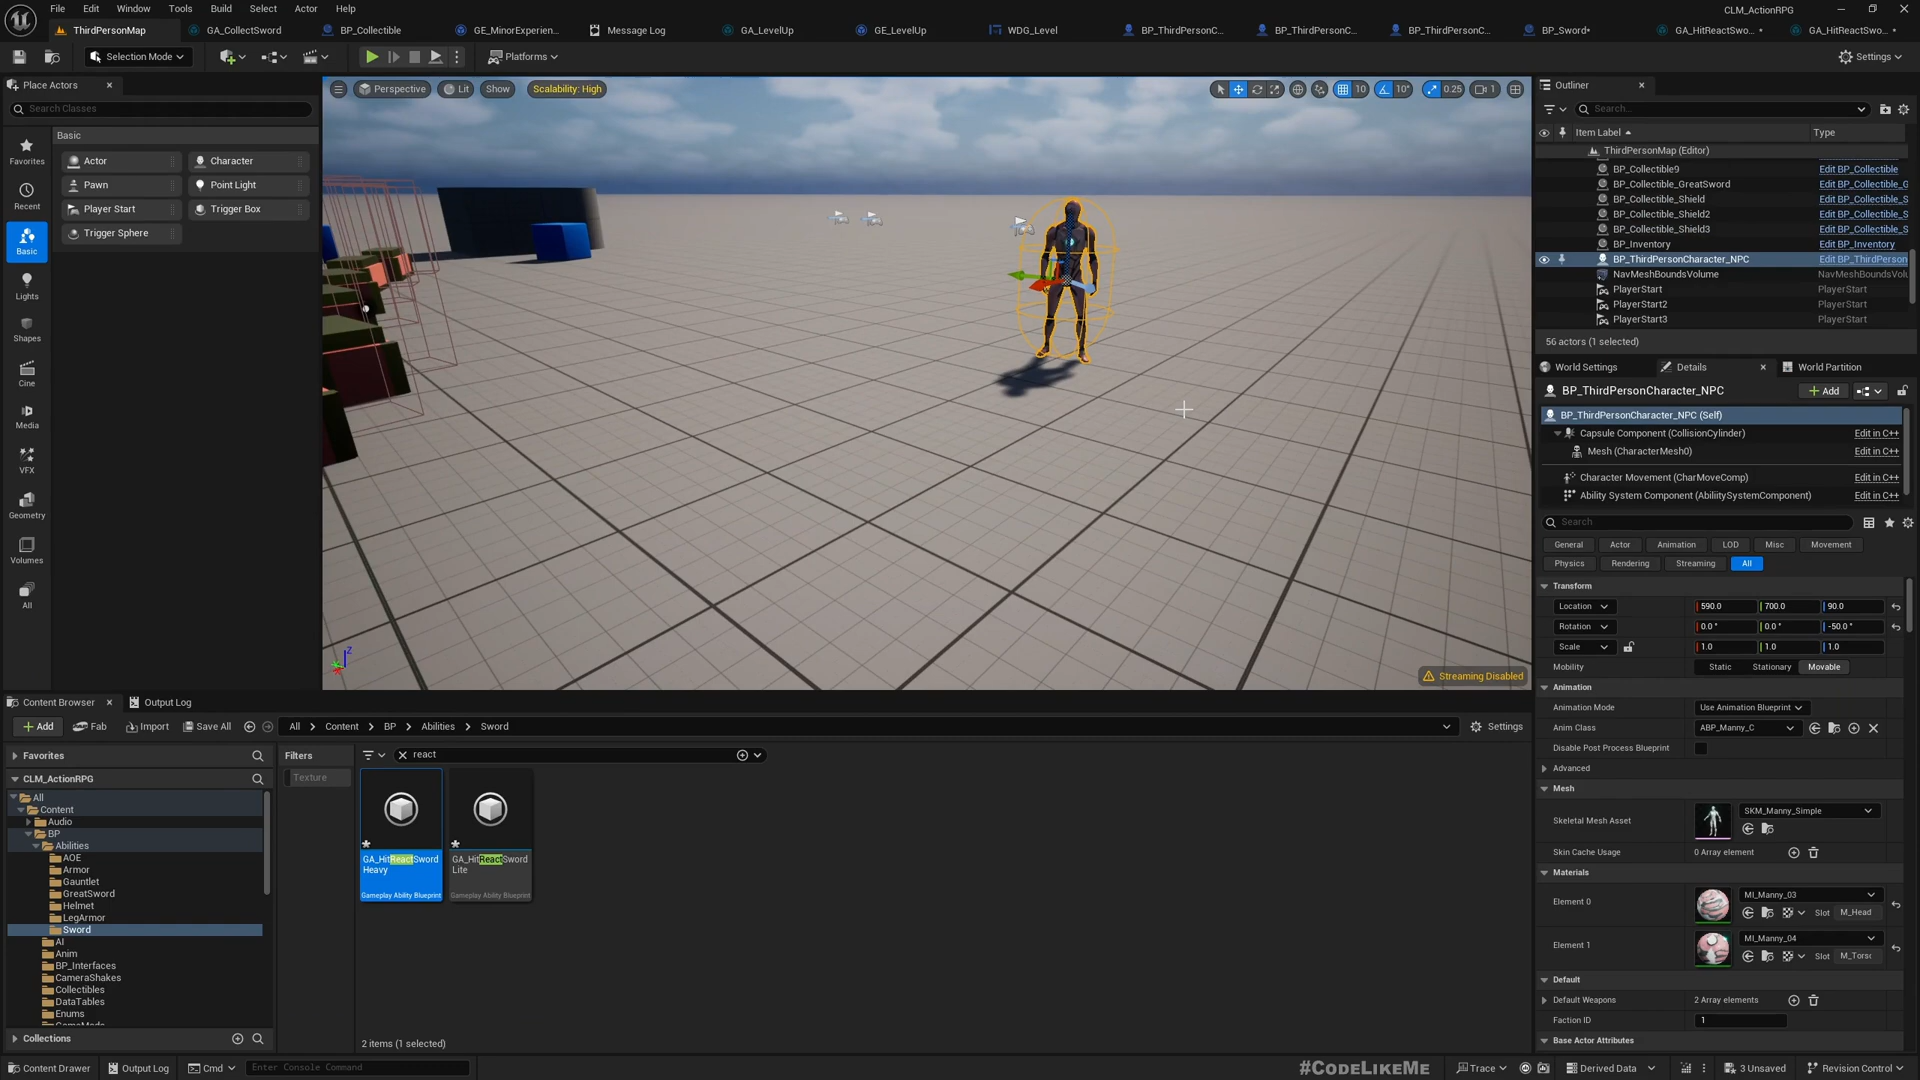 File Edit Window Tools Build Select Actor Help
CLM_ActionRPG
ThirdPersonMap
GA_CollectSword
BP_Collectible
GE_MinorExperien...
Message Log
GA_LevelUp
GE_LevelUp
WDG_Level
BP_ThirdPersonC...
BP_ThirdPersonC...
BP_ThirdPersonC...
BP_Sword•
GA_HitReactSwo... •
GA_HitReactSwo... •
Selection Mode
Platforms
Settings
Place Actors
Search Classes
Favorites
Recent
Basic
Lights
Shapes
Cine
Media
VFX
Geometry
Volumes
All
Basic
Actor Character
Pawn Point Light
Player Start Trigger Box
Trigger Sphere
Perspective Lit Show Scalability: High
10 10° 0.25 1
Z
Streaming Disabled
Outliner
Search...
Item Label Type
ThirdPersonMap (Editor)
BP_Collectible9 Edit BP_Collectible
BP_Collectible_GreatSword Edit BP_Collectible_G
BP_Collectible_Shield Edit BP_Collectible_S
BP_Collectible_Shield2 Edit BP_Collectible_S
BP_Collectible_Shield3 Edit BP_Collectible_S
BP_Inventory Edit BP_Inventory
BP_ThirdPersonCharacter_NPC Edit BP_ThirdPerson
NavMeshBoundsVolume NavMeshBoundsVolu
PlayerStart PlayerStart
PlayerStart2 PlayerStart
PlayerStart3 PlayerStart
56 actors (1 selected)
World Settings Details World Partition
BP_ThirdPersonCharacter_NPC
Add
BP_ThirdPersonCharacter_NPC (Self)
Capsule Component (CollisionCylinder) Edit in C++
Mesh (CharacterMesh0) Edit in C++
Character Movement (CharMoveComp) Edit in C++
Ability System Component (AbiliitySystemComponent) Edit in C++
Search
General Actor Animation LOD Misc Movement
Physics Rendering Streaming All
Transform
Location 590.0 700.0 90.0
Rotation 0.0 ° 0.0 ° -50.0 °
Scale 1.0 1.0 1.0
Mobility Static Stationary Movable
Animation
Animation Mode Use Animation Blueprint
Anim Class ABP_Manny_C
Disable Post Process Blueprint
Advanced
Mesh
Skeletal Mesh Asset SKM_Manny_Simple
Skin Cache Usage 0 Array element
Materials
Element 0 MI_Manny_03
Slot M_Head
Element 1 MI_Manny_04
Slot M_Torso
Default
Default Weapons 2 Array elements
Faction ID 1
Base Actor Attributes
Content Browser Output Log
Add Fab Import Save All
All Content BP Abilities Sword
Settings
Favorites
CLM_ActionRPG
All
Content
Audio
BP
Abilities
AOE
Armor
Gauntlet
GreatSword
Helmet
LegArmor
Sword
AI
Anim
BP_Interfaces
CameraShakes
Collectibles
DataTables
Enums
GameMode
Collections
Filters
Texture
react
GA_HitReactSword
Heavy
Gameplay Ability Blueprint
GA_HitReactSword
Lite
Gameplay Ability Blueprint
2 items (1 selected)
Content Drawer Output Log Cmd Enter Console Command
#CODELIKEME
Trace Derived Data 3 Unsaved Revision Control